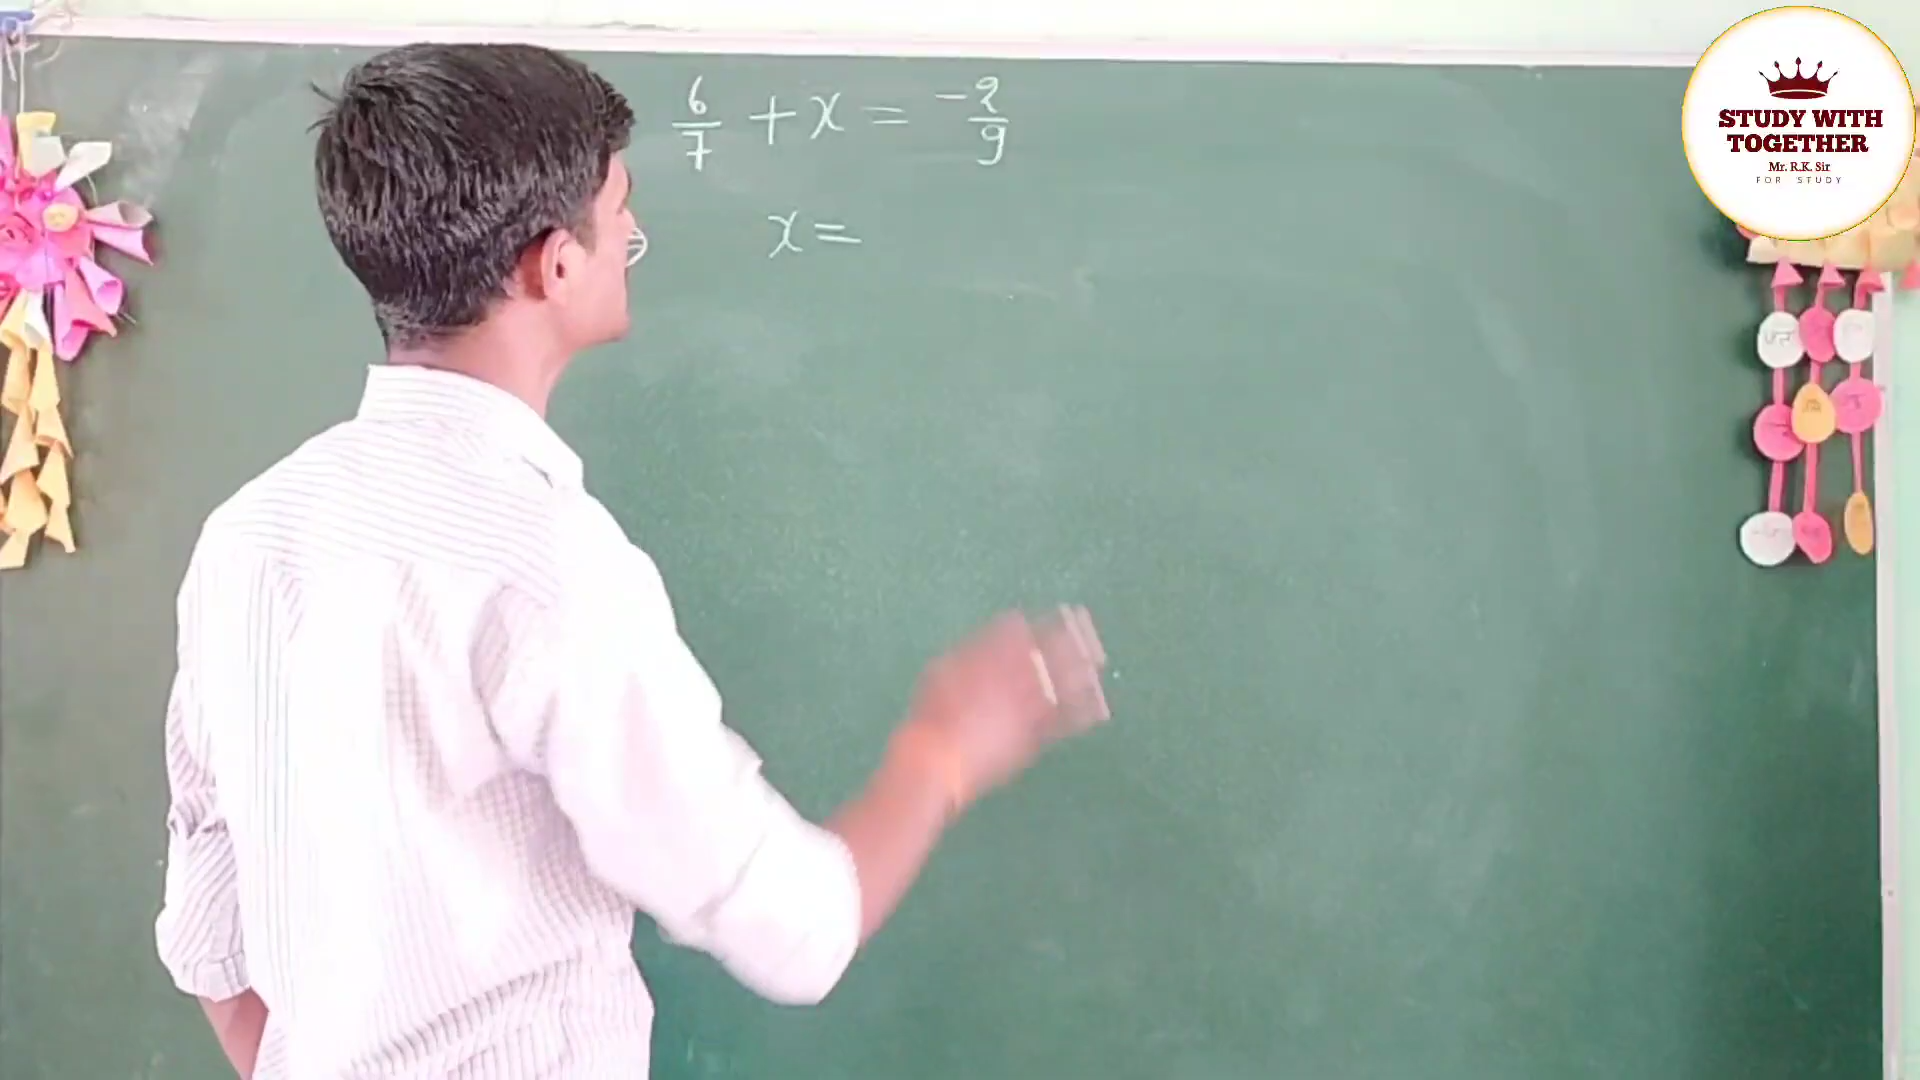 6/7 + x = -2/9
x =
STUDY WITH
TOGETHER
Mr. R.K. Sir
FOR STUDY